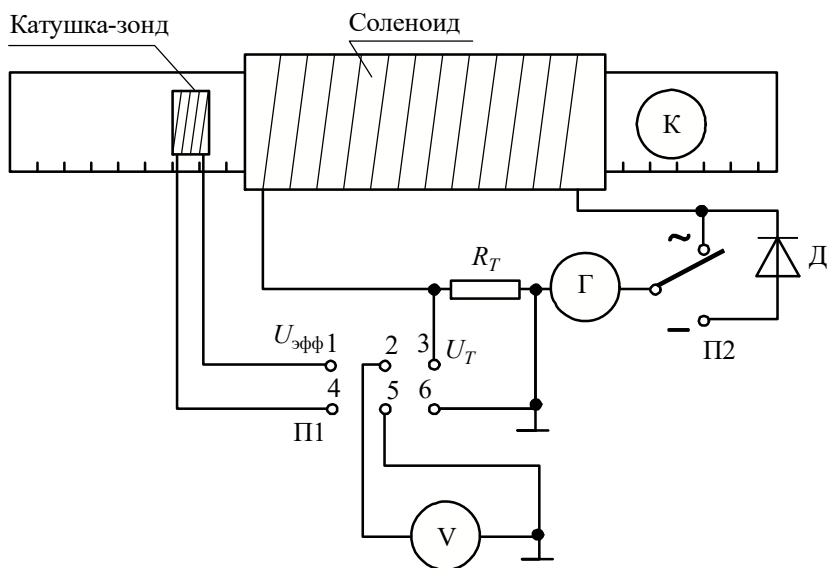 Катушка-зонд
Соленоид
К
~
Д
R_T
Г
–
П2
U_эфф 1
2
3
U_T
4
5
6
П1
V